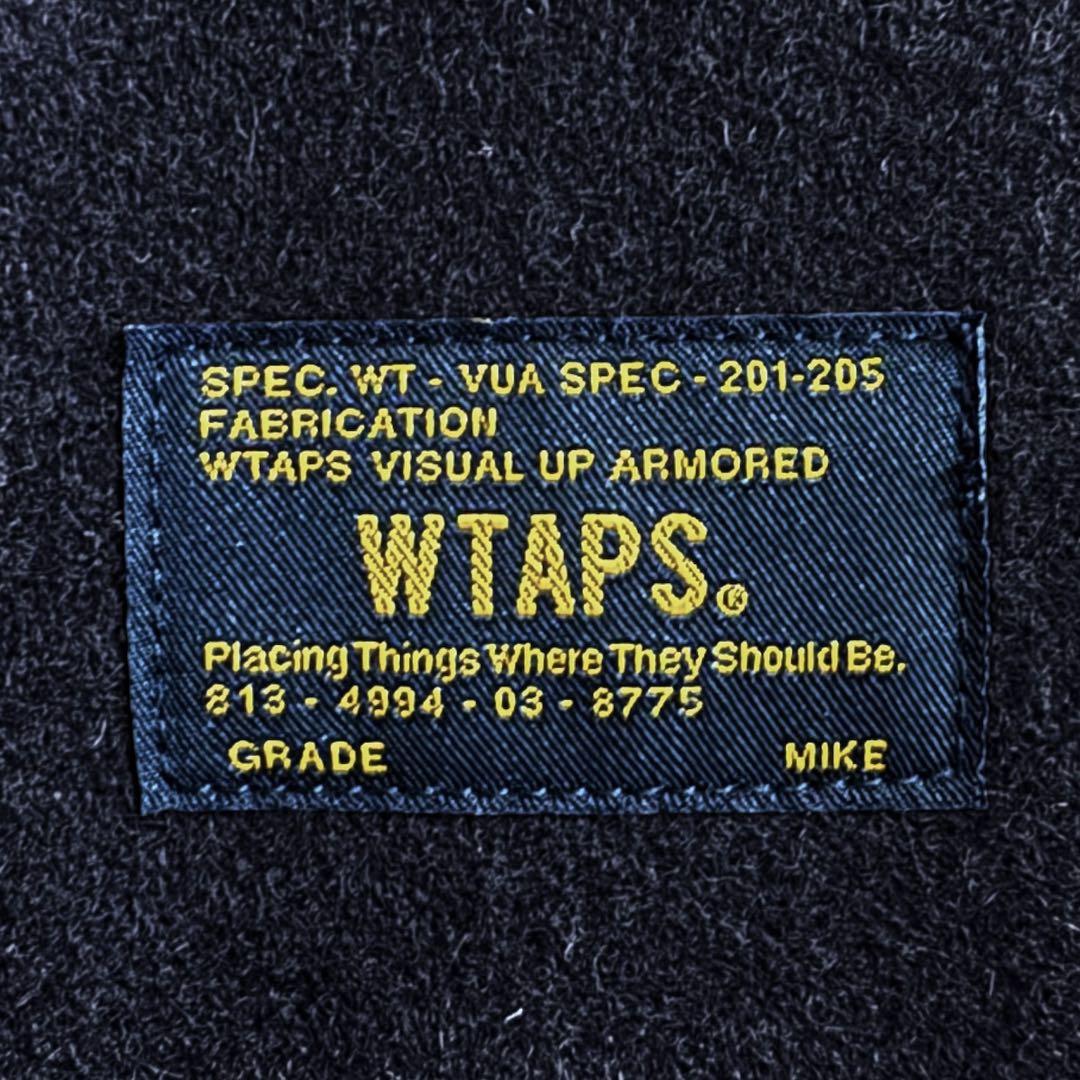 SPEC. WT - VUA SPEC - 201-205
FABRICATION
WTAPS VISUAL UP ARMORED
WTAPS.®
Placing Things Where They Should Be.
813 - 4994 - 03 - 8775
GRADE MIKE